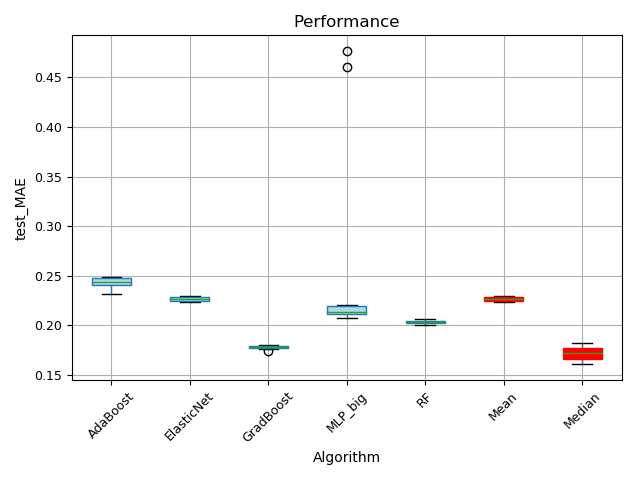 Performance
test_MAE
0.45
0.40
0.35
0.30
0.25
0.20
0.15
AdaBoost
ElasticNet
GradBoost
MLP_big
RF
Mean
Median
Algorithm